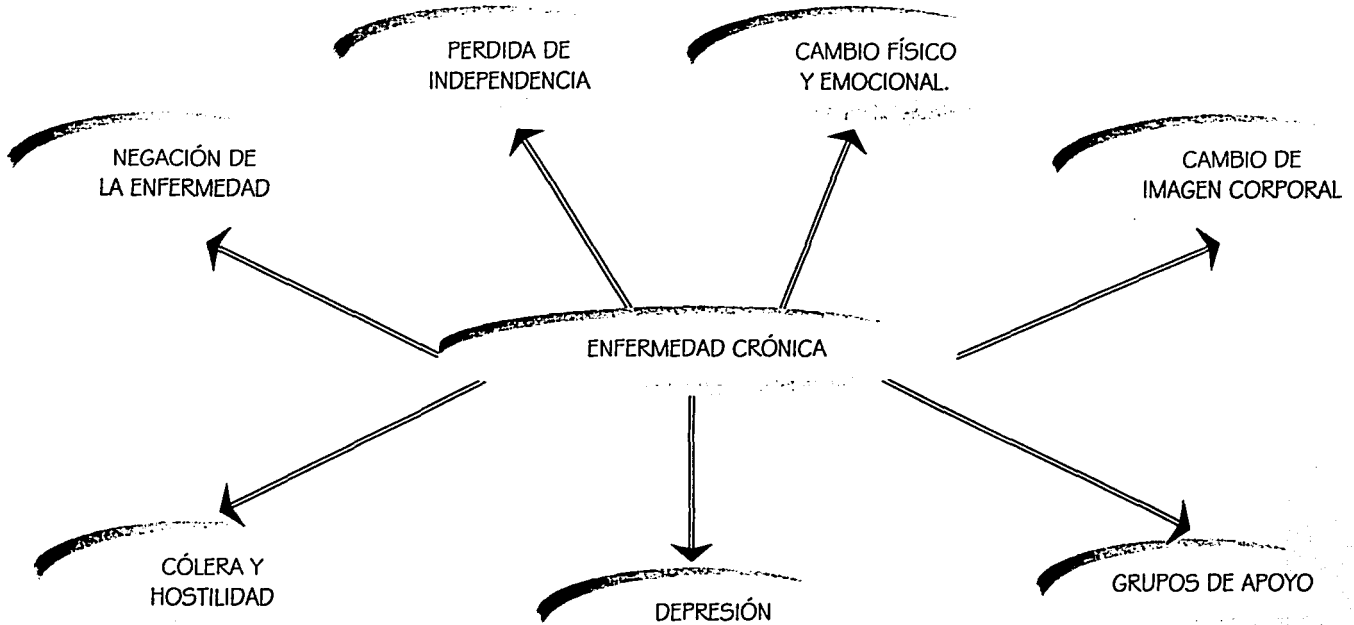 PERDIDA DE
INDEPENDENCIA
CAMBIO FÍSICO
Y EMOCIONAL.
NEGACIÓN DE
LA ENFERMEDAD
CAMBIO DE
IMAGEN CORPORAL
ENFERMEDAD CRÓNICA
CÓLERA Y
HOSTILIDAD
DEPRESIÓN
GRUPOS DE APOYO